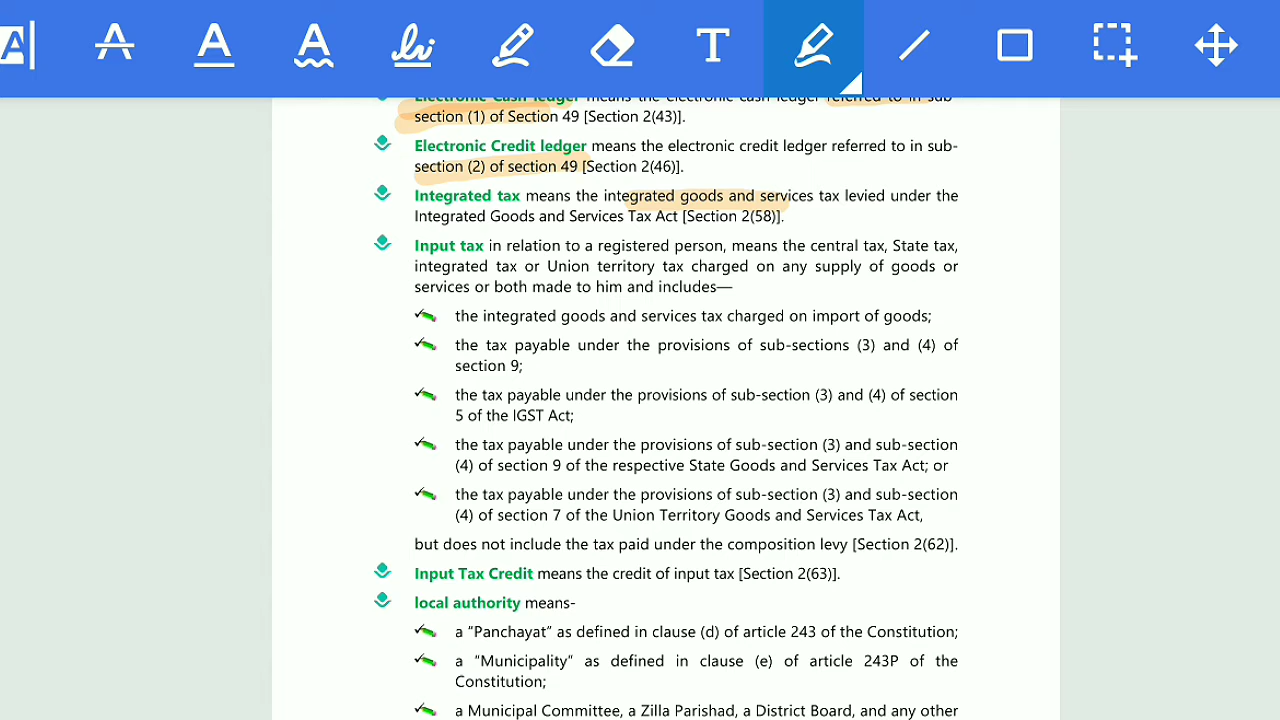 Electronic Cash ledger means the electronic cash ledger referred to in sub-
section (1) of Section 49 [Section 2(43)].
Electronic Credit ledger means the electronic credit ledger referred to in sub-
section (2) of section 49 [Section 2(46)].
Integrated tax means the integrated goods and services tax levied under the
Integrated Goods and Services Tax Act [Section 2(58)].
Input tax in relation to a registered person, means the central tax, State tax,
integrated tax or Union territory tax charged on any supply of goods or
services or both made to him and includes—
the integrated goods and services tax charged on import of goods;
the tax payable under the provisions of sub-sections (3) and (4) of
section 9;
the tax payable under the provisions of sub-section (3) and (4) of section
5 of the IGST Act;
the tax payable under the provisions of sub-section (3) and sub-section
(4) of section 9 of the respective State Goods and Services Tax Act; or
the tax payable under the provisions of sub-section (3) and sub-section
(4) of section 7 of the Union Territory Goods and Services Tax Act,
but does not include the tax paid under the composition levy [Section 2(62)].
Input Tax Credit means the credit of input tax [Section 2(63)].
local authority means-
a “Panchayat” as defined in clause (d) of article 243 of the Constitution;
a “Municipality” as defined in clause (e) of article 243P of the
Constitution;
a Municipal Committee, a Zilla Parishad, a District Board, and any other